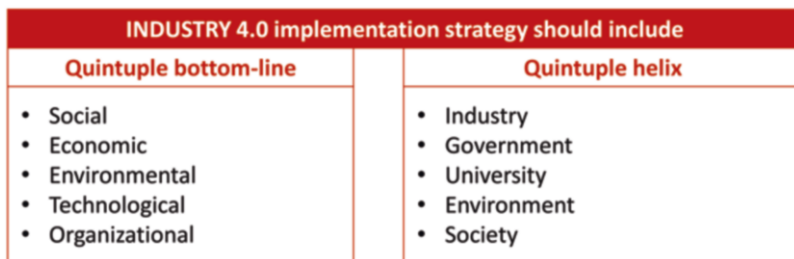 INDUSTRY 4.0 implementation strategy should include
Quintuple bottom-line
• Social
• Economic
• Environmental
• Technological
• Organizational
Quintuple helix
• Industry
• Government
• University
• Environment
• Society